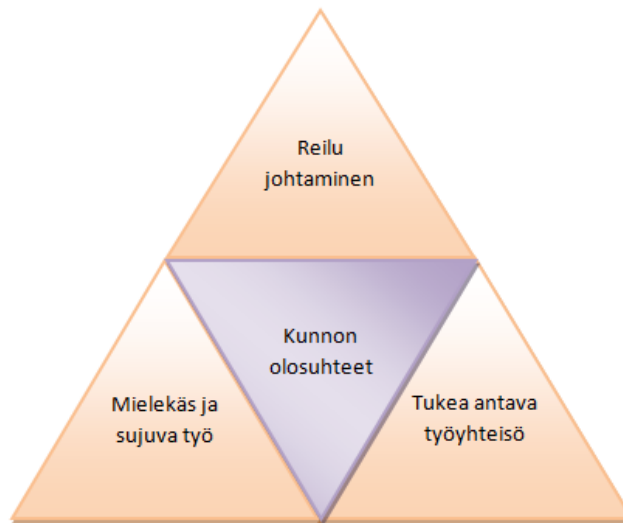 Reilu
johtaminen
Kunnon
olosuhteet
Mielekäs ja
sujuva työ
Tukea antava
työyhteisö